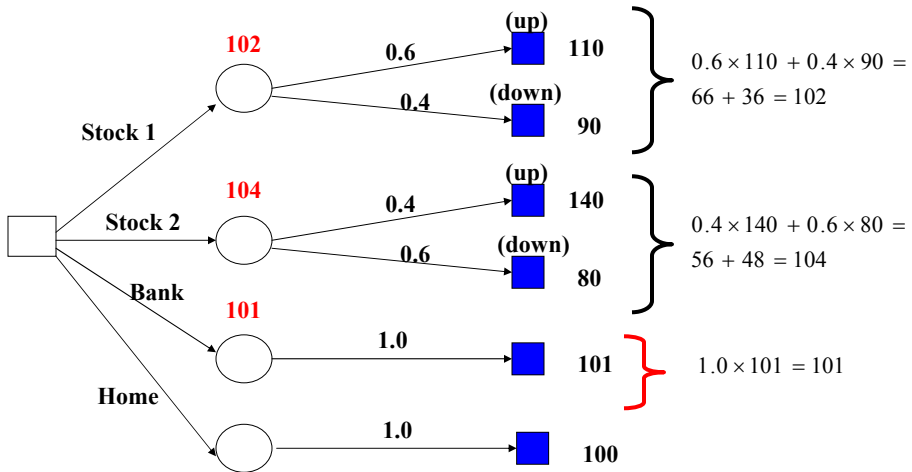 (up)
102
0.6
110
0.6 × 110 + 0.4 × 90 =
66 + 36 = 102
(down)
0.4
90
Stock 1
(up)
104
0.4
140
Stock 2
0.4 × 140 + 0.6 × 80 =
56 + 48 = 104
(down)
0.6
80
Bank
101
1.0
101
1.0 × 101 = 101
Home
1.0
100